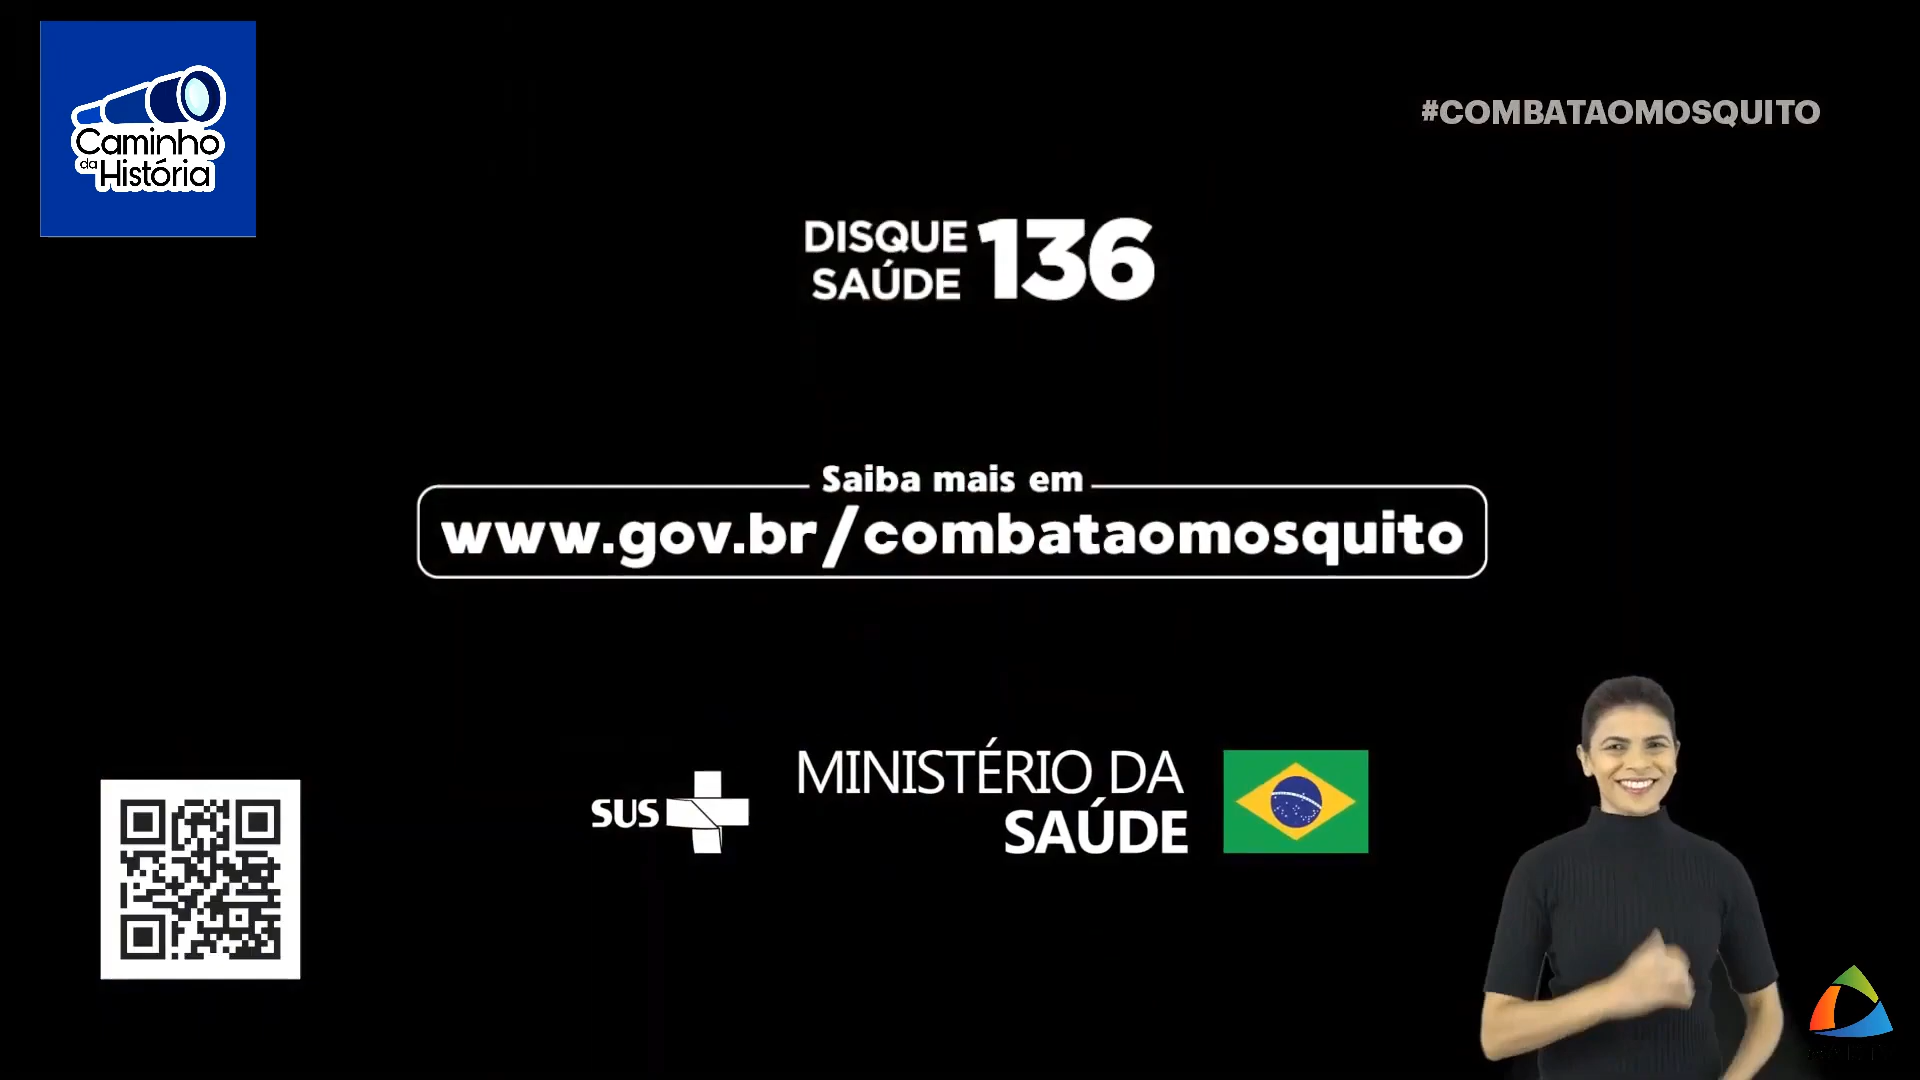 Caminho
da
História
#COMBATAOMOSQUITO
DISQUE
SAÚDE
136
Saiba mais em
www.gov.br/combataomosquito
SUS
MINISTÉRIO DA
SAÚDE